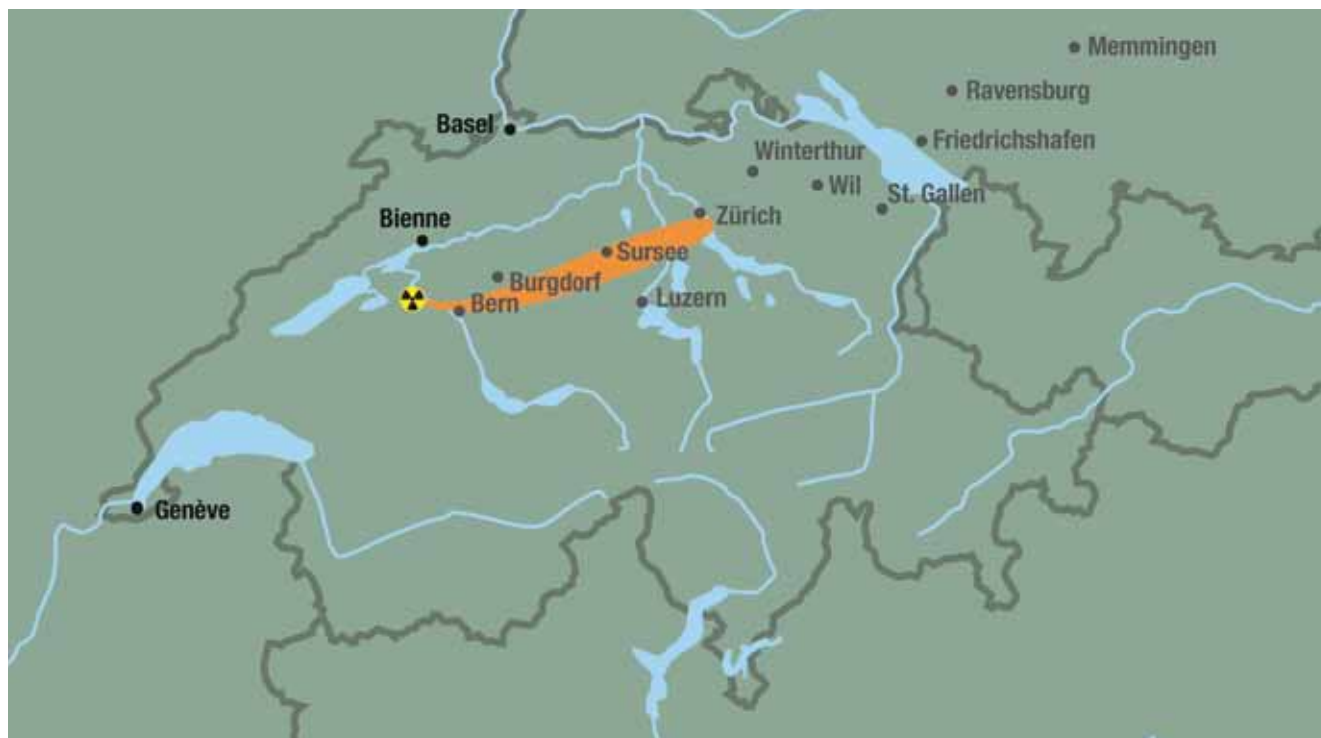 Memmingen
Ravensburg
Basel
Friedrichshafen
Winterthur
Wil
St. Gallen
Zürich
Bienne
Sursee
Burgdorf
Bern
Luzern
Genève